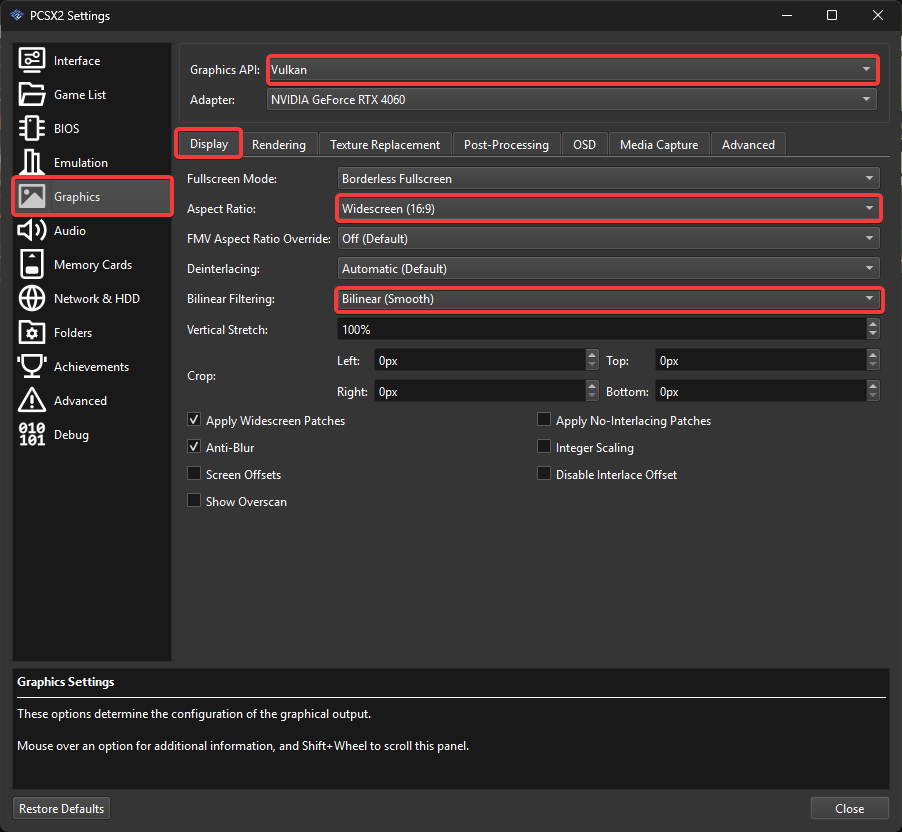 PCSX2 Settings
Interface
Game List
BIOS
Emulation
Graphics
Audio
Memory Cards
Network & HDD
Folders
Achievements
Advanced
010
101
Debug
Graphics API: Vulkan
Adapter: NVIDIA GeForce RTX 4060
Display Rendering Texture Replacement Post-Processing OSD Media Capture Advanced
Fullscreen Mode: Borderless Fullscreen
Aspect Ratio: Widescreen (16:9)
FMV Aspect Ratio Override: Off (Default)
Deinterlacing: Automatic (Default)
Bilinear Filtering: Bilinear (Smooth)
Vertical Stretch: 100%
Crop:
Left: 0px Top: 0px
Right: 0px Bottom: 0px
Apply Widescreen Patches Apply No-Interlacing Patches
Anti-Blur Integer Scaling
Screen Offsets Disable Interlace Offset
Show Overscan
Graphics Settings
These options determine the configuration of the graphical output.
Mouse over an option for additional information, and Shift+Wheel to scroll this panel.
Restore Defaults Close